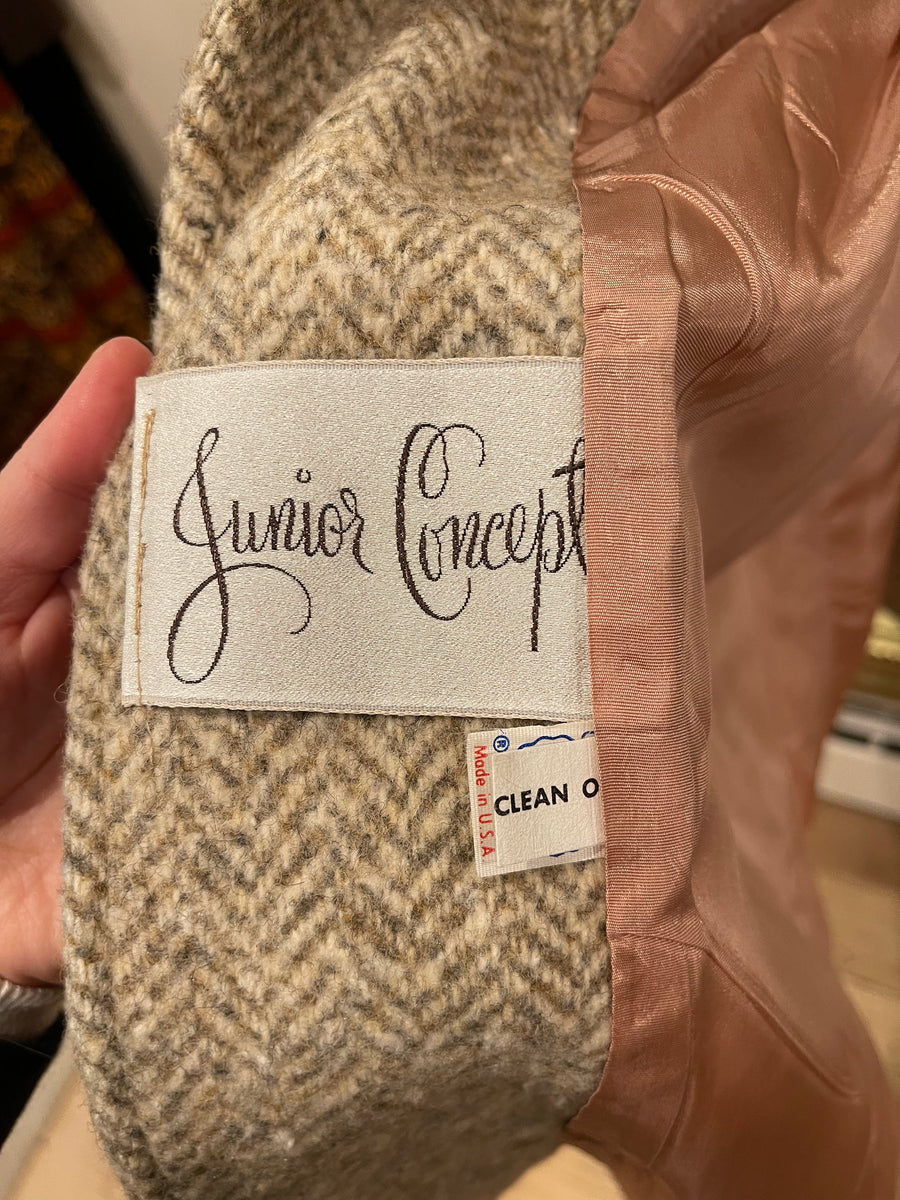 Junior Concept
®
Made in U.S.A
CLEAN O